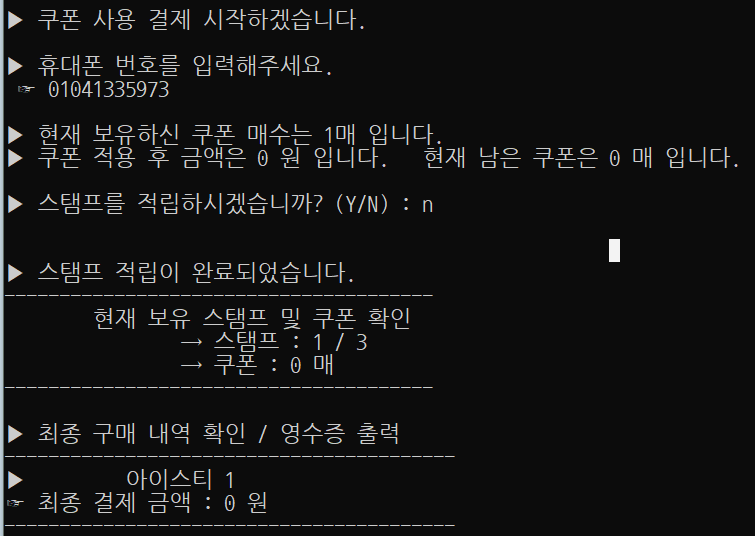 ▶ 쿠폰 사용 결제 시작하겠습니다.
▶ 휴대폰 번호를 입력해주세요.
☞ 01041335973
▶ 현재 보유하신 쿠폰 매수는 1매 입니다.
▶ 쿠폰 적용 후 금액은 0 원 입니다.  현재 남은 쿠폰은 0 매 입니다.
▶ 스탬프를 적립하시겠습니까? (Y/N) : n
▶ 스탬프 적립이 완료되었습니다.
---------------------------------------
현재 보유 스탬프 및 쿠폰 확인
→ 스탬프 : 1 / 3
→ 쿠폰 : 0 매
---------------------------------------
▶ 최종 구매 내역 확인 / 영수증 출력
-----------------------------------------
▶ 아이스티 1
☞ 최종 결제 금액 : 0 원
-----------------------------------------